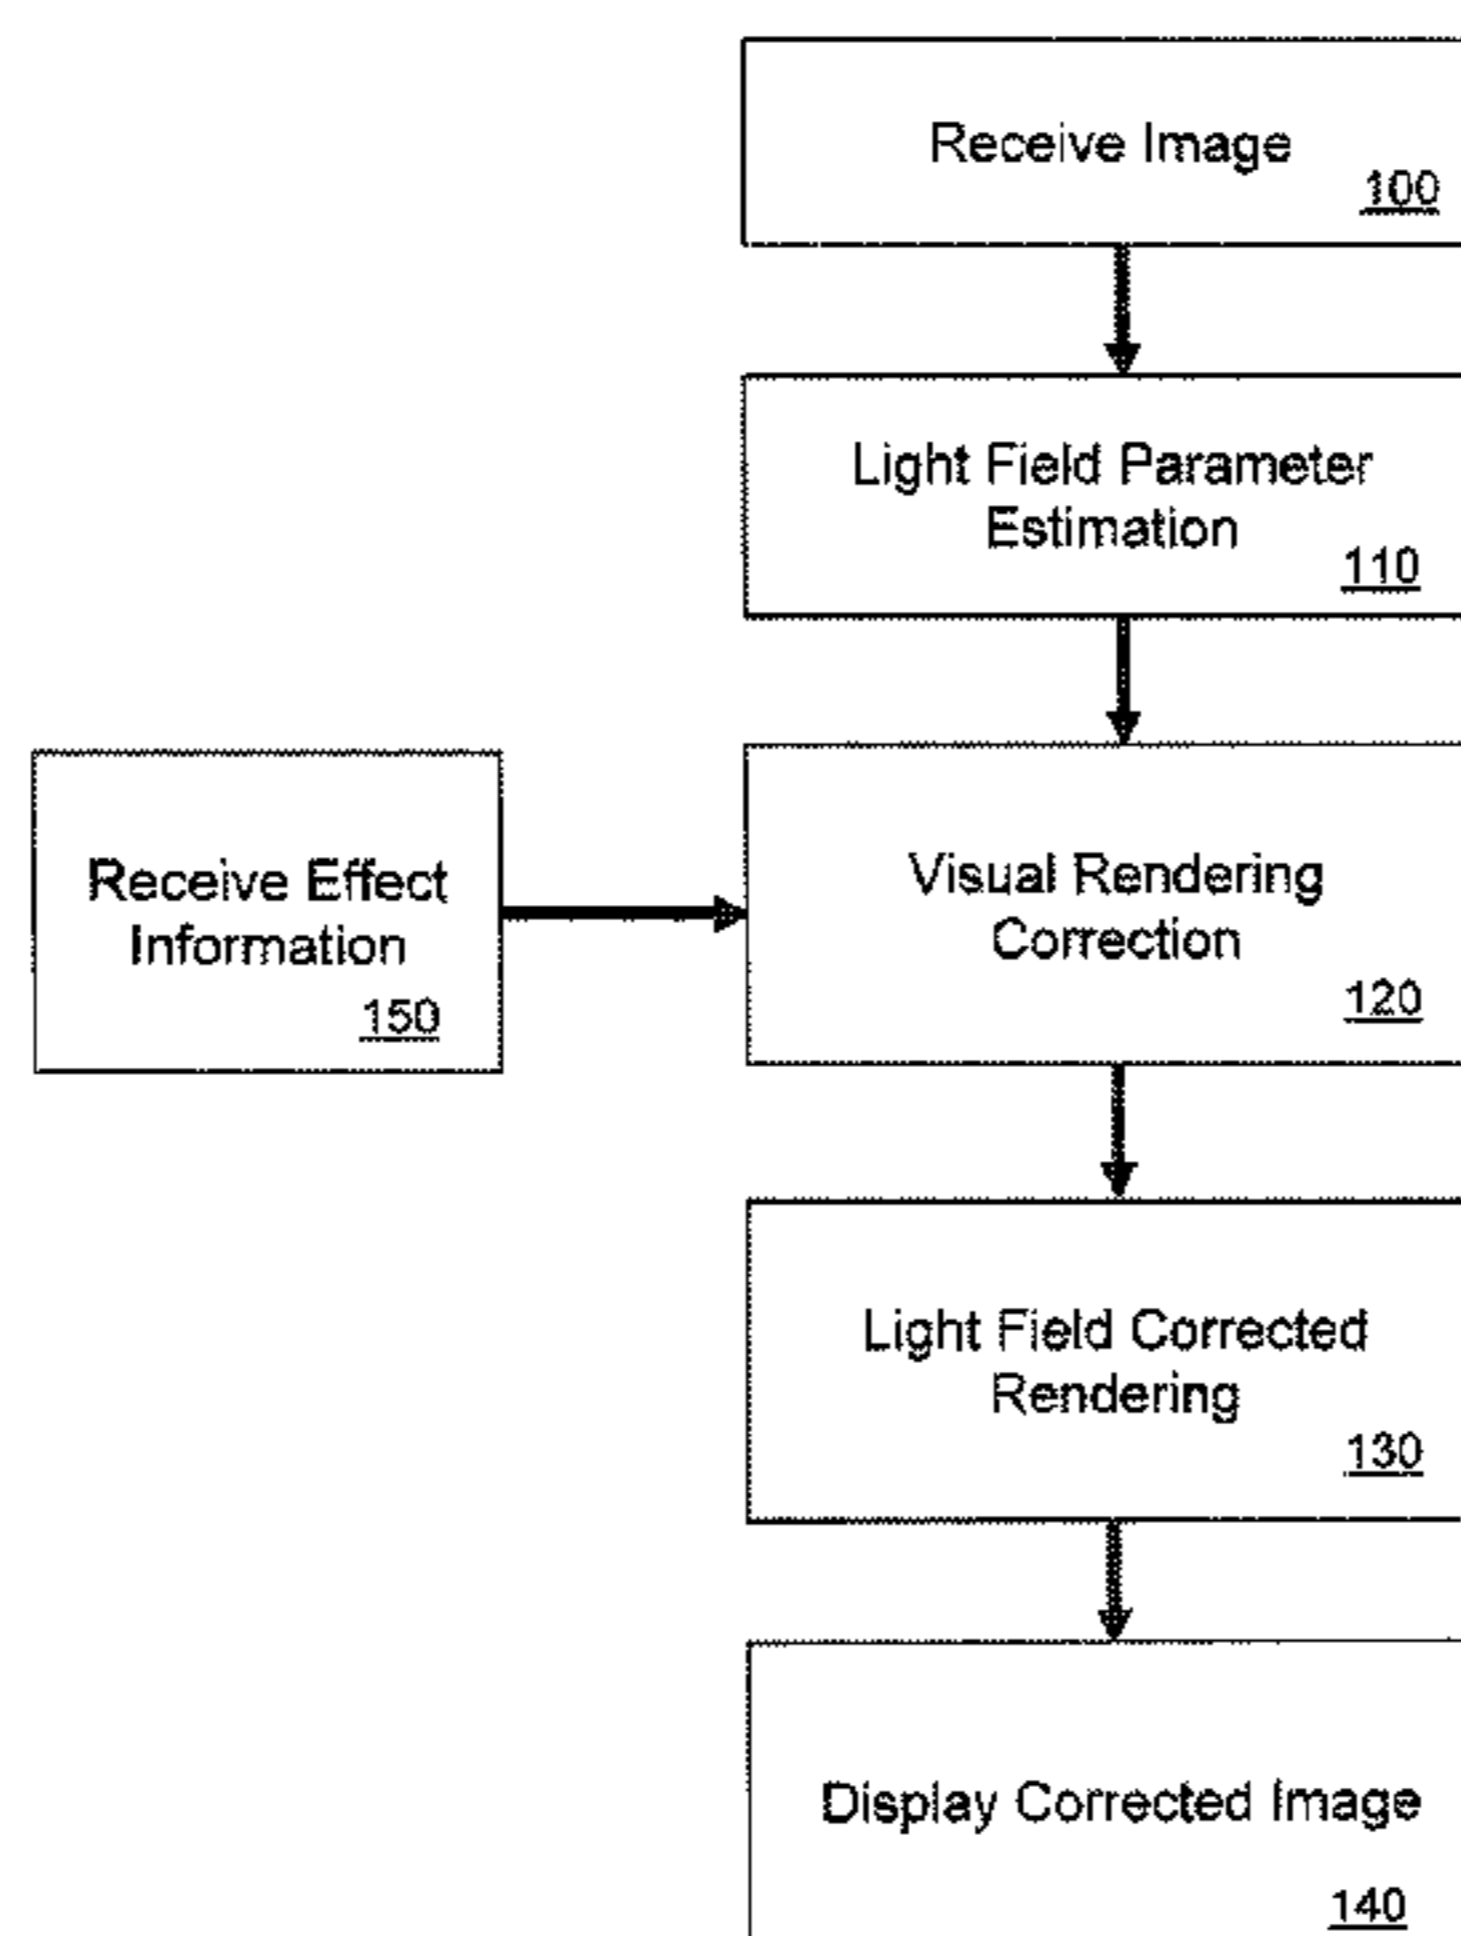 Receive Image
100
Light Field Parameter
Estimation
110
Receive Effect
Information
150
Visual Rendering
Correction
120
Light Field Corrected
Rendering
130
Display Corrected Image
140